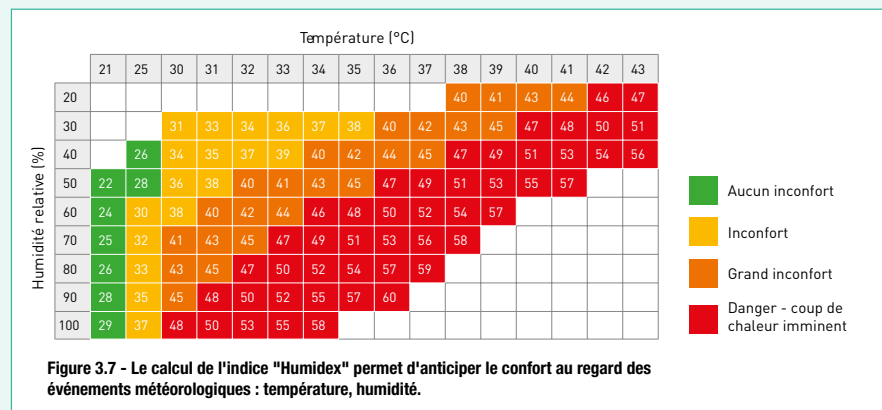 Température (°C)
21 25 30 31 32 33 34 35 36 37 38 39 40 41 42 43
Humidité relative (%)
20 40 41 43 44 46 47
30 31 33 34 36 37 38 40 42 43 45 47 48 50 51
40 26 34 35 37 39 40 42 44 45 47 49 51 53 54 56
50 22 28 36 38 40 41 43 45 47 49 51 53 55 57
60 24 30 38 40 42 44 46 48 50 52 54 57
70 25 32 41 43 45 47 49 51 53 56 58
80 26 33 43 45 47 50 52 54 57 59
90 28 35 45 48 50 52 55 57 60
100 29 37 48 50 53 55 58
Aucun inconfort
Inconfort
Grand inconfort
Danger - coup de
chaleur imminent
Figure 3.7 - Le calcul de l'indice "Humidex" permet d'anticiper le confort au regard des
événements météorologiques : température, humidité.